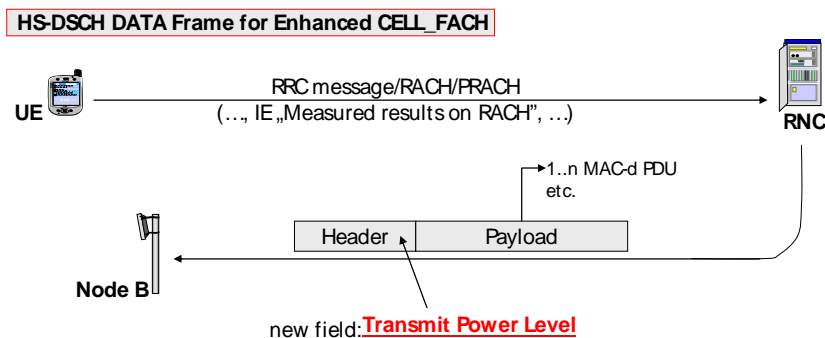 HS-DSCH DATA Frame for Enhanced CELL_FACH
RRC message/RACH/PRACH
UE
(…, IE „Measured results on RACH”, …)
RNC
1..n MAC-d PDU
etc.
Header
Payload
Node B
new field: Transmit Power Level